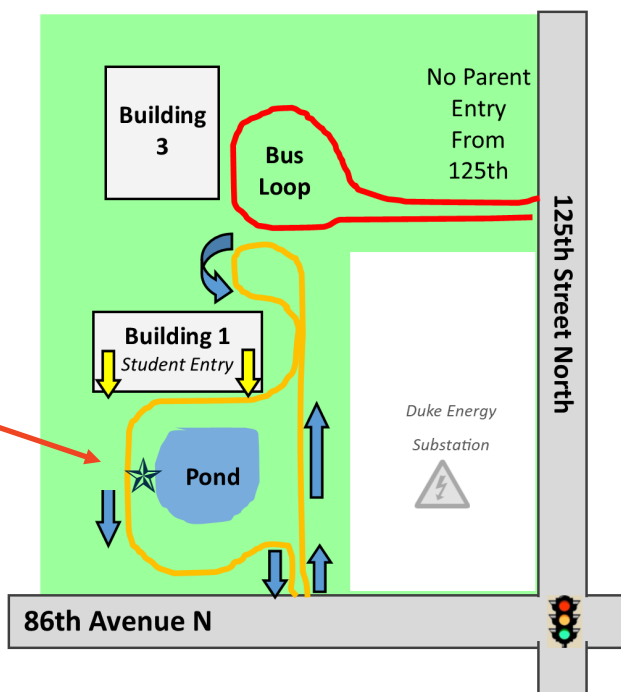 No Parent
Entry
From
125th
Building
3
Bus
Loop
125th Street North
Building 1
Student Entry
Duke Energy
Substation
Pond
86th Avenue N